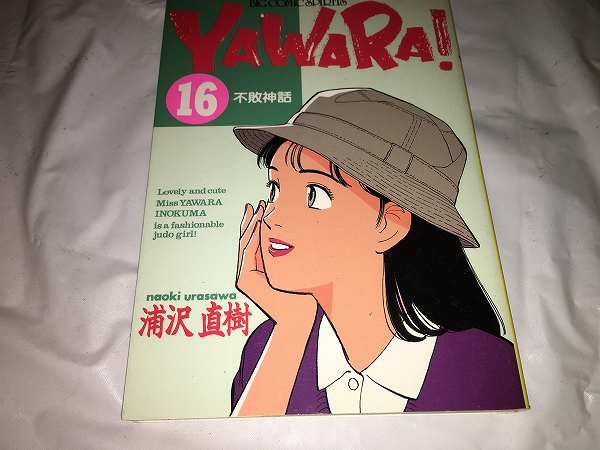 BIG COMIC SPIRITS
YAWARA!
16
不敗神話
Lovely and cute
Miss YAWARA
INOKUMA
is a fashionable
judo girl!
naoki urasawa
浦沢直樹